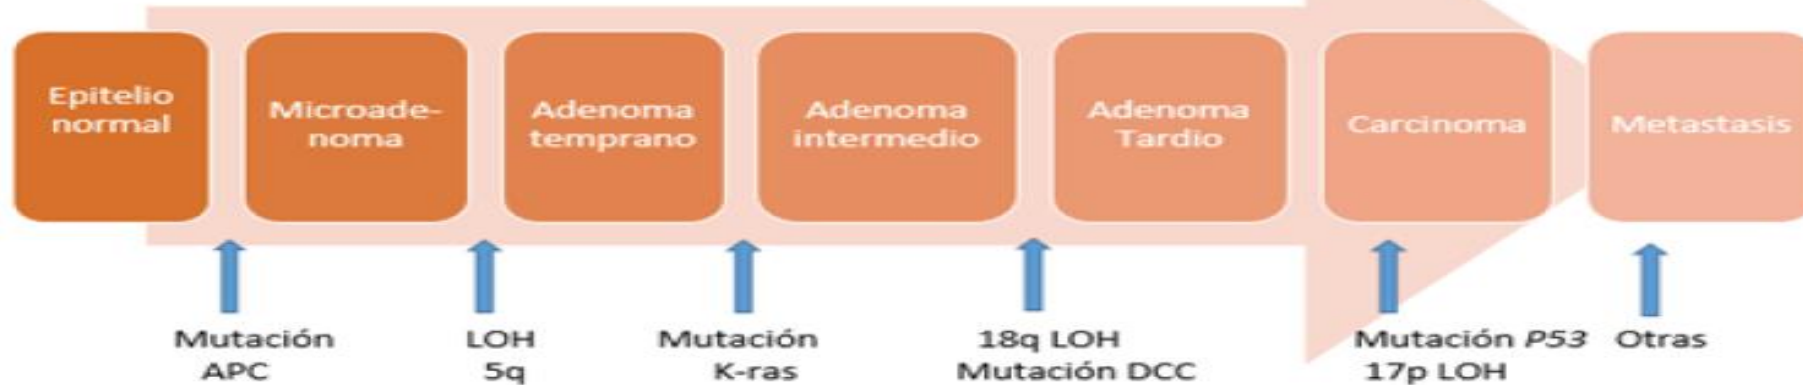 Epitelio
normal
Microade-
noma
Adenoma
temprano
Adenoma
intermedio
Adenoma
Tardio
Carcinoma
Metastasis
Mutación
APC
LOH
5q
Mutación
K-ras
18q LOH
Mutación DCC
Mutación P53
17p LOH
Otras